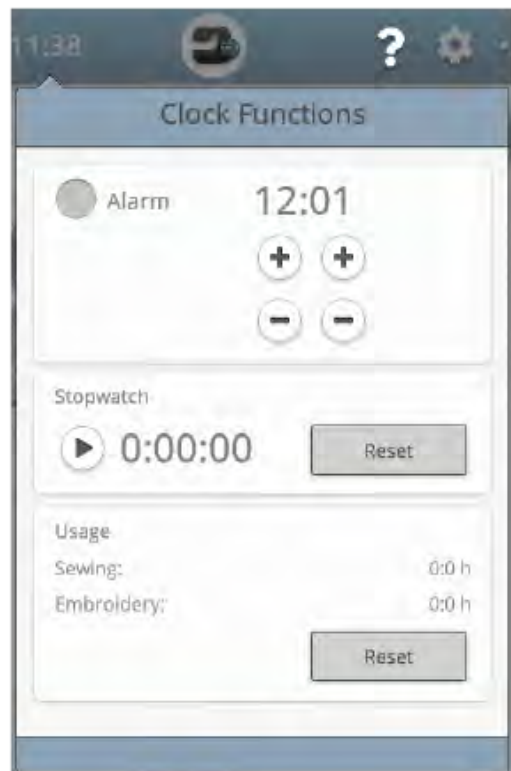 11:38 ?
Clock Functions
Alarm 12:01
Stopwatch
0:00:00 Reset
Usage
Sewing: 0:0 h
Embroidery: 0:0 h
Reset